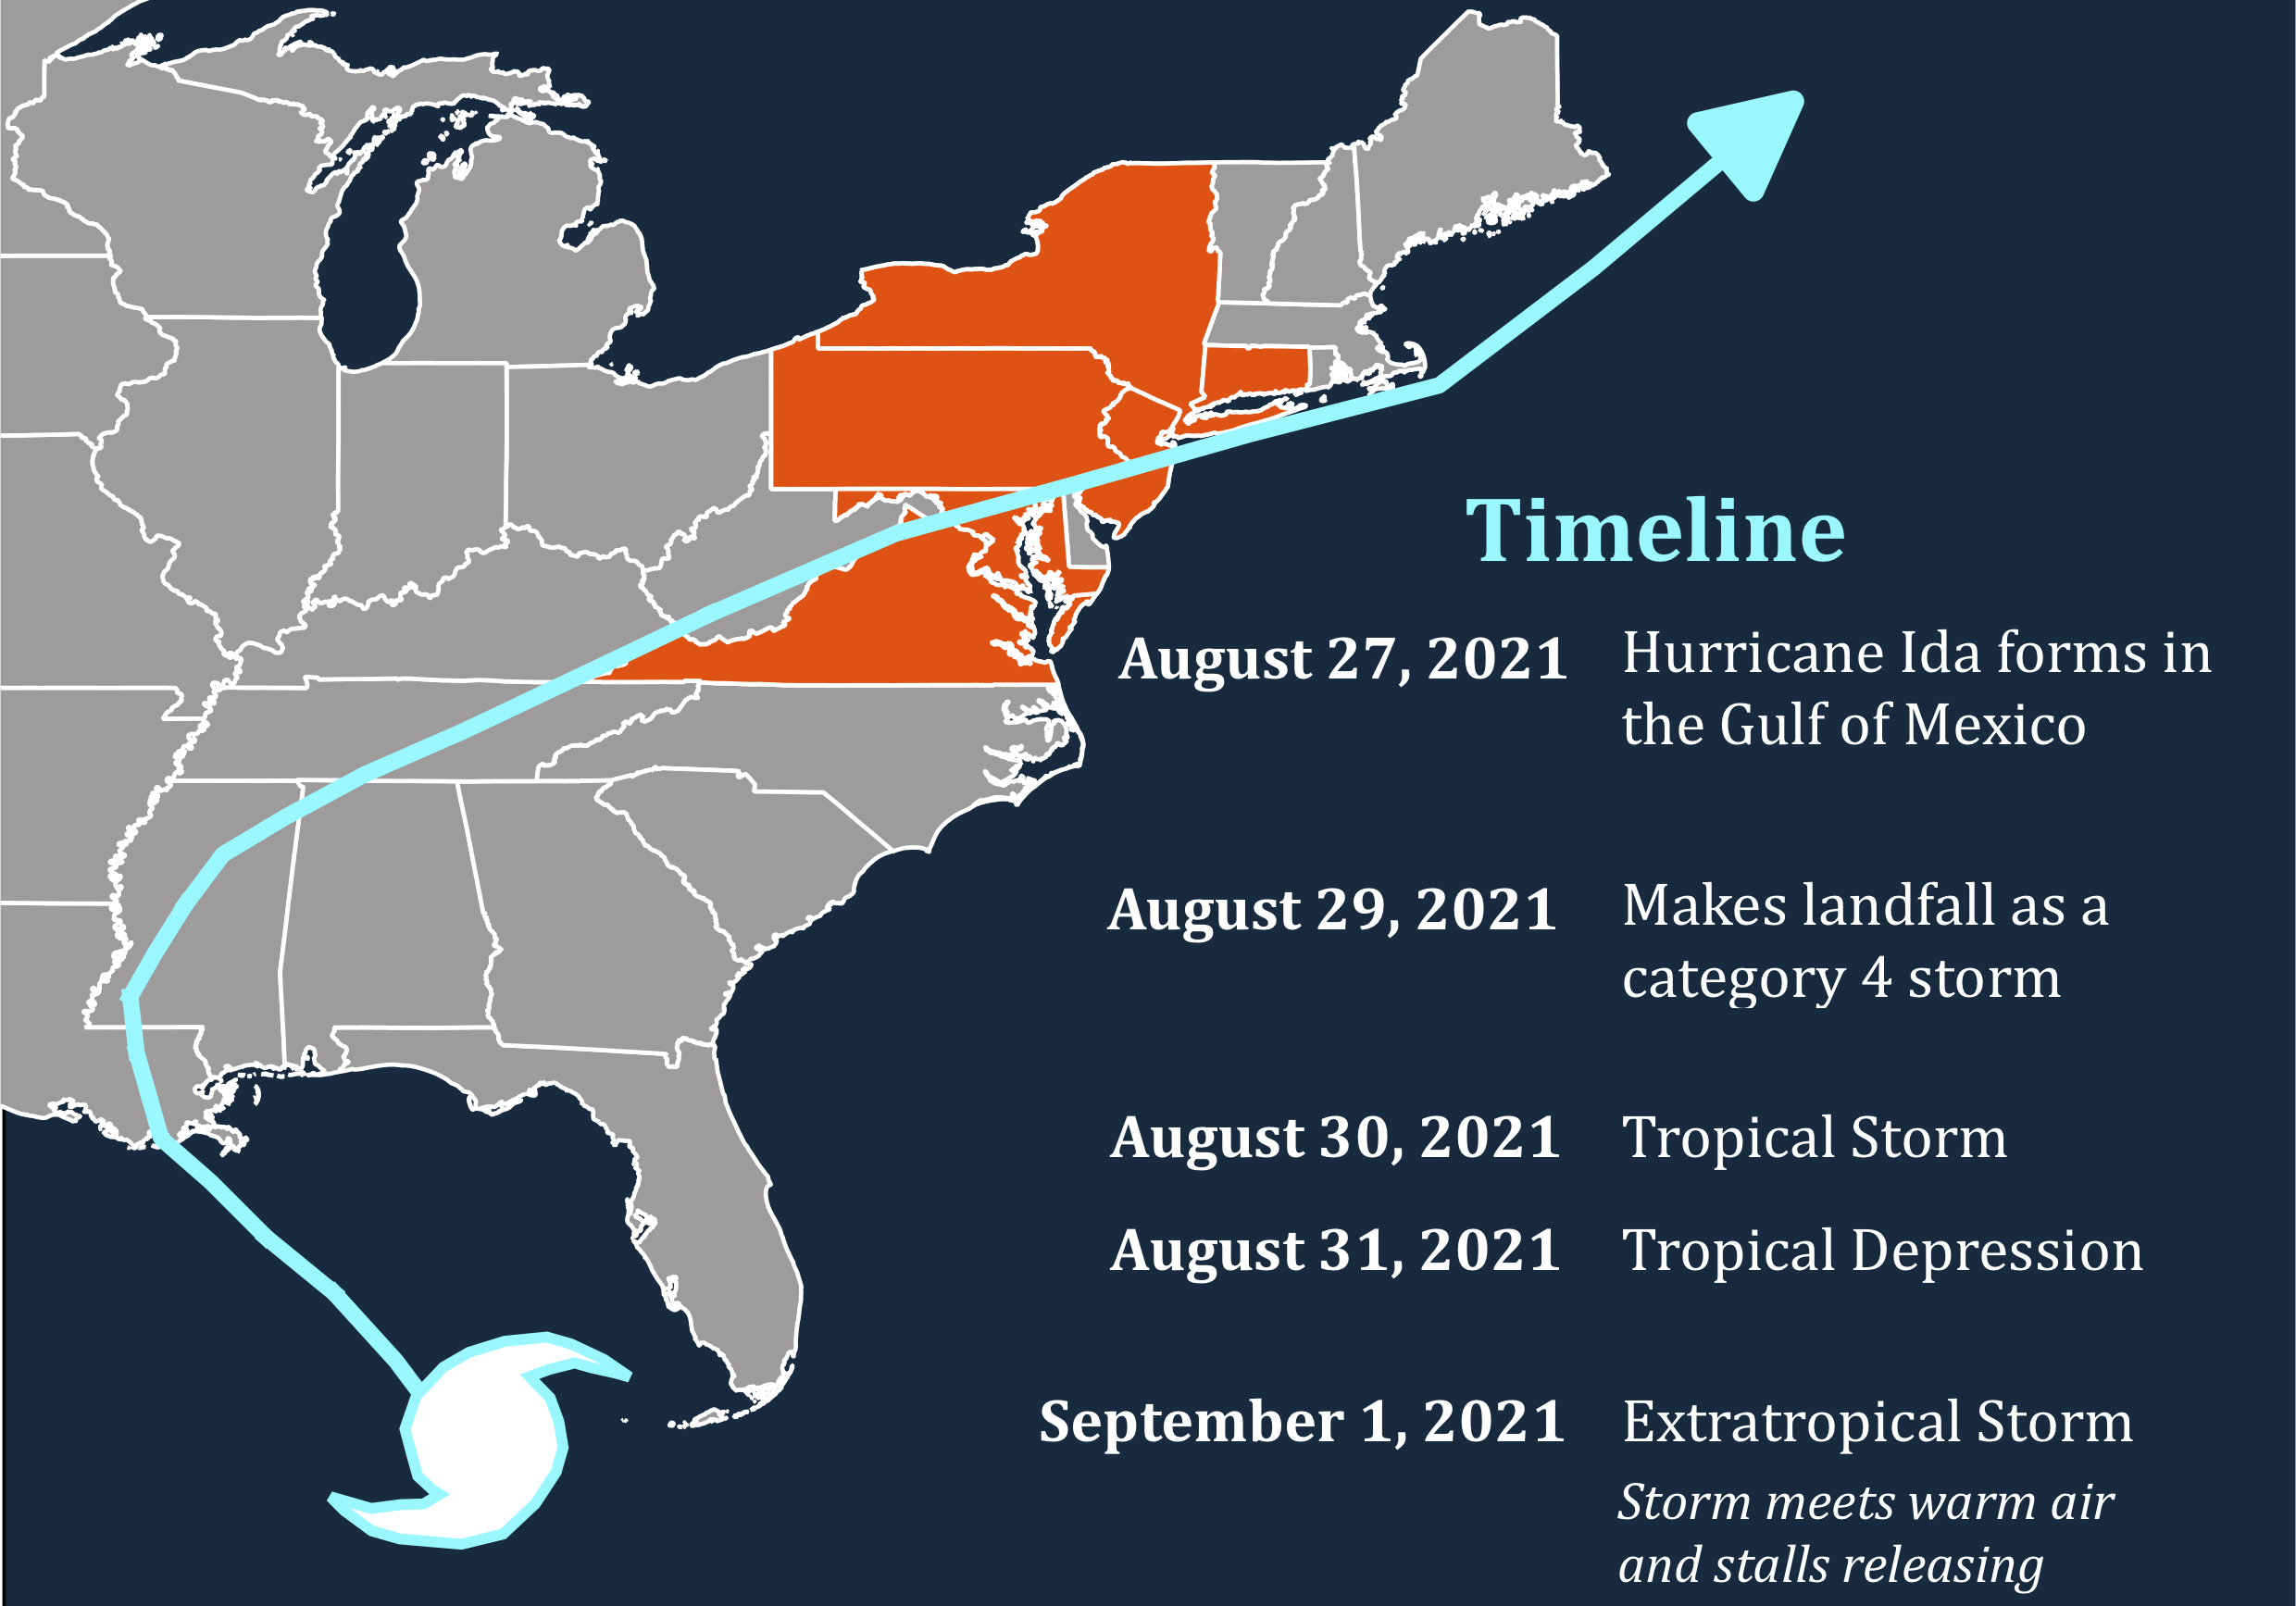 Timeline
August 27, 2021 Hurricane Ida forms in
the Gulf of Mexico
August 29, 2021 Makes landfall as a
category 4 storm
August 30, 2021 Tropical Storm
August 31, 2021 Tropical Depression
September 1, 2021 Extratropical Storm
Storm meets warm air
and stalls releasing